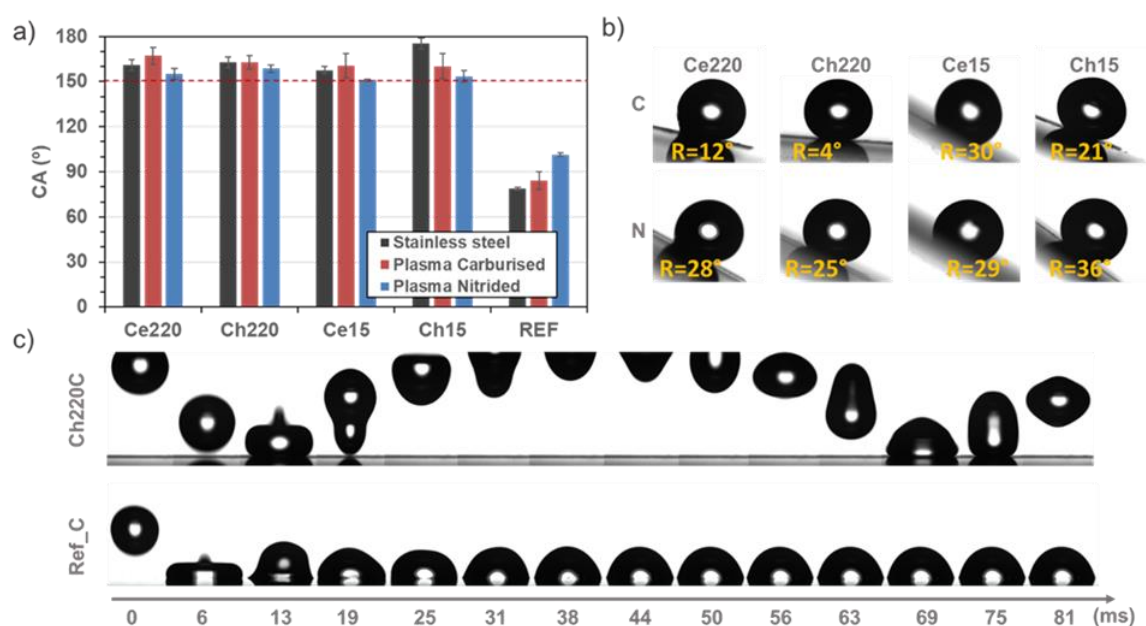 a)
180
150
120
90
60
30
0
CA (º)
Stainless steel
Plasma Carburised
Plasma Nitrided
Ce220 Ch220 Ce15 Ch15 REF
b)
Ce220 Ch220 Ce15 Ch15
C
R=12° R=4° R=30° R=21°
N
R=28° R=25° R=29° R=36°
c)
Ch220C
Ref_C
0 6 13 19 25 31 38 44 50 56 63 69 75 81 (ms)